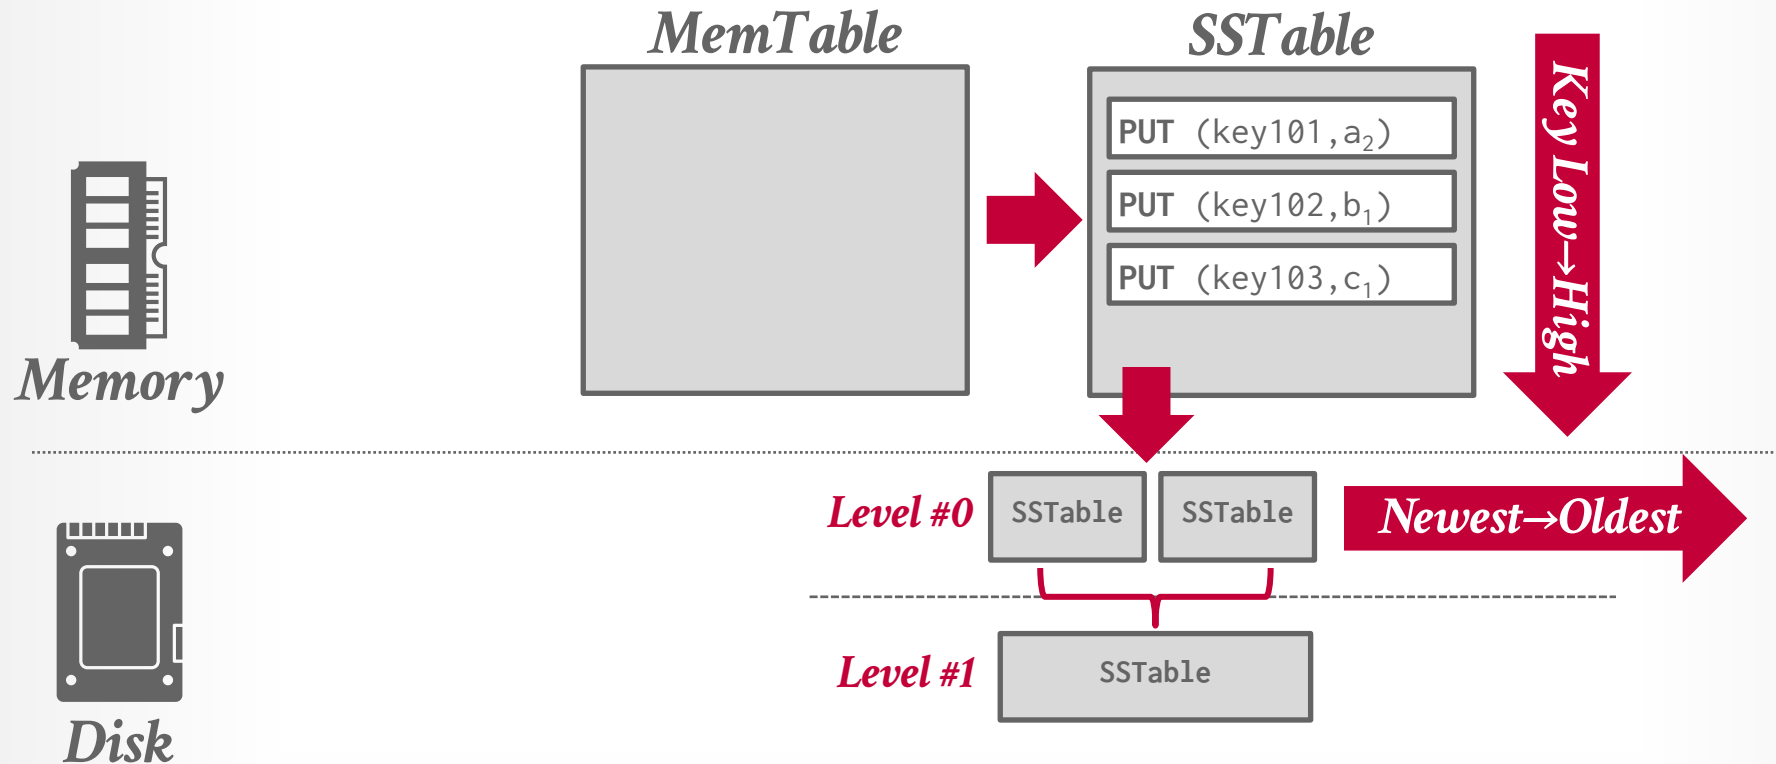 MemTable
SSTable
PUT (key101,a₂)
PUT (key102,b₁)
PUT (key103,c₁)
Key Low→High
Memory
Level #0
SSTable
SSTable
Newest→Oldest
Level #1
SSTable
Disk